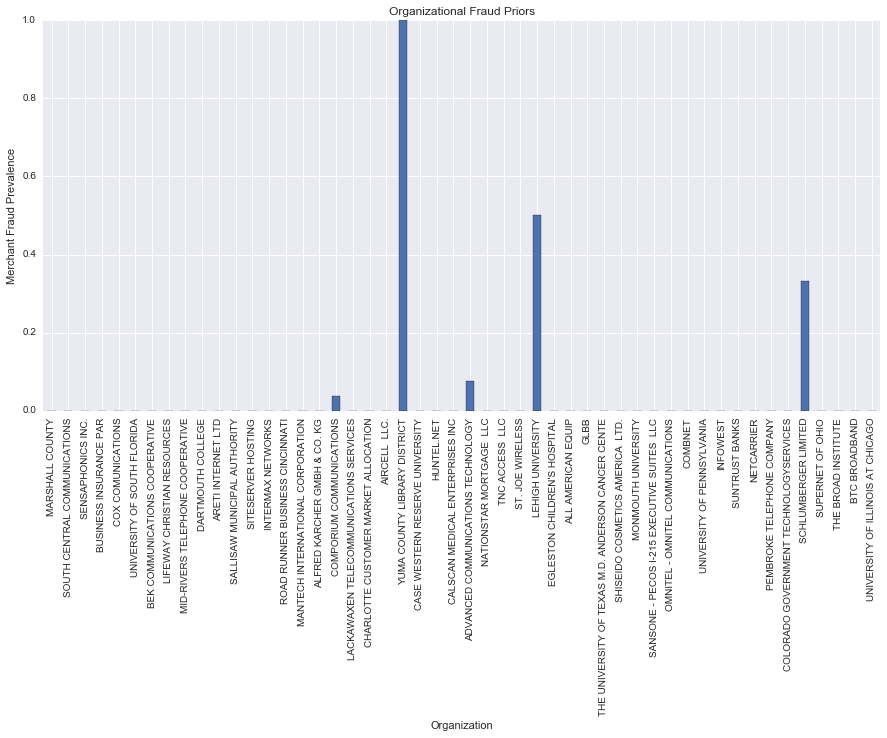 Organizational Fraud Priors
Merchant Fraud Prevalence
1.0
0.8
0.6
0.4
0.2
0.0
MARSHALL COUNTY
SOUTH CENTRAL COMMUNICATIONS
SENSAPHONICS INC.
BUSINESS INSURANCE PAR
COX COMUNICATIONS
UNIVERSITY OF SOUTH FLORIDA
BEK COMMUNICATIONS COOPERATIVE
LIFEWAY CHRISTIAN RESOURCES
MID-RIVERS TELEPHONE COOPERATIVE
DARTMOUTH COLLEGE
ARETI INTERNET LTD
SALLISAW MUNICIPAL AUTHORITY
SITESERVER HOSTING
INTERMAX NETWORKS
ROAD RUNNER BUSINESS CINCINNATI
MANTECH INTERNATIONAL CORPORATION
ALFRED KARCHER GMBH & CO. KG
COMPORIUM COMMUNICATIONS
LACKAWAXEN TELECOMMUNICATIONS SERVICES
CHARLOTTE CUSTOMER MARKET ALLOCATION
AIRCELL  LLC.
YUMA COUNTY LIBRARY DISTRICT
CASE WESTERN RESERVE UNIVERSITY
HUNTEL.NET
CALSCAN MEDICAL ENTERPRISES INC
ADVANCED COMMUNICATIONS TECHNOLOGY
NATIONSTAR MORTGAGE  LLC
TNC ACCESS  LLC
ST. JOE WIRELESS
LEHIGH UNIVERSITY
EGLESTON CHILDREN'S HOSPITAL
ALL AMERICAN EQUIP
GLBB
THE UNIVERSITY OF TEXAS M.D. ANDERSON CANCER CENTE
SHISEIDO COSMETICS AMERICA  LTD.
MONMOUTH UNIVERSITY
SANSONE - PECOS I-215 EXECUTIVE SUITES  LLC
OMNITEL - OMNITEL COMMUNICATIONS
COMBNET
UNIVERSITY OF PENNSYLVANIA
INFOWEST
SUNTRUST BANKS
NETCARRIER
PEMBROKE TELEPHONE COMPANY
COLORADO GOVERNMENT TECHNOLOGYSERVICES
SCHLUMBERGER LIMITED
SUPERNET OF OHIO
THE BROAD INSTITUTE
BTC BROADBAND
UNIVERSITY OF ILLINOIS AT CHICAGO
Organization